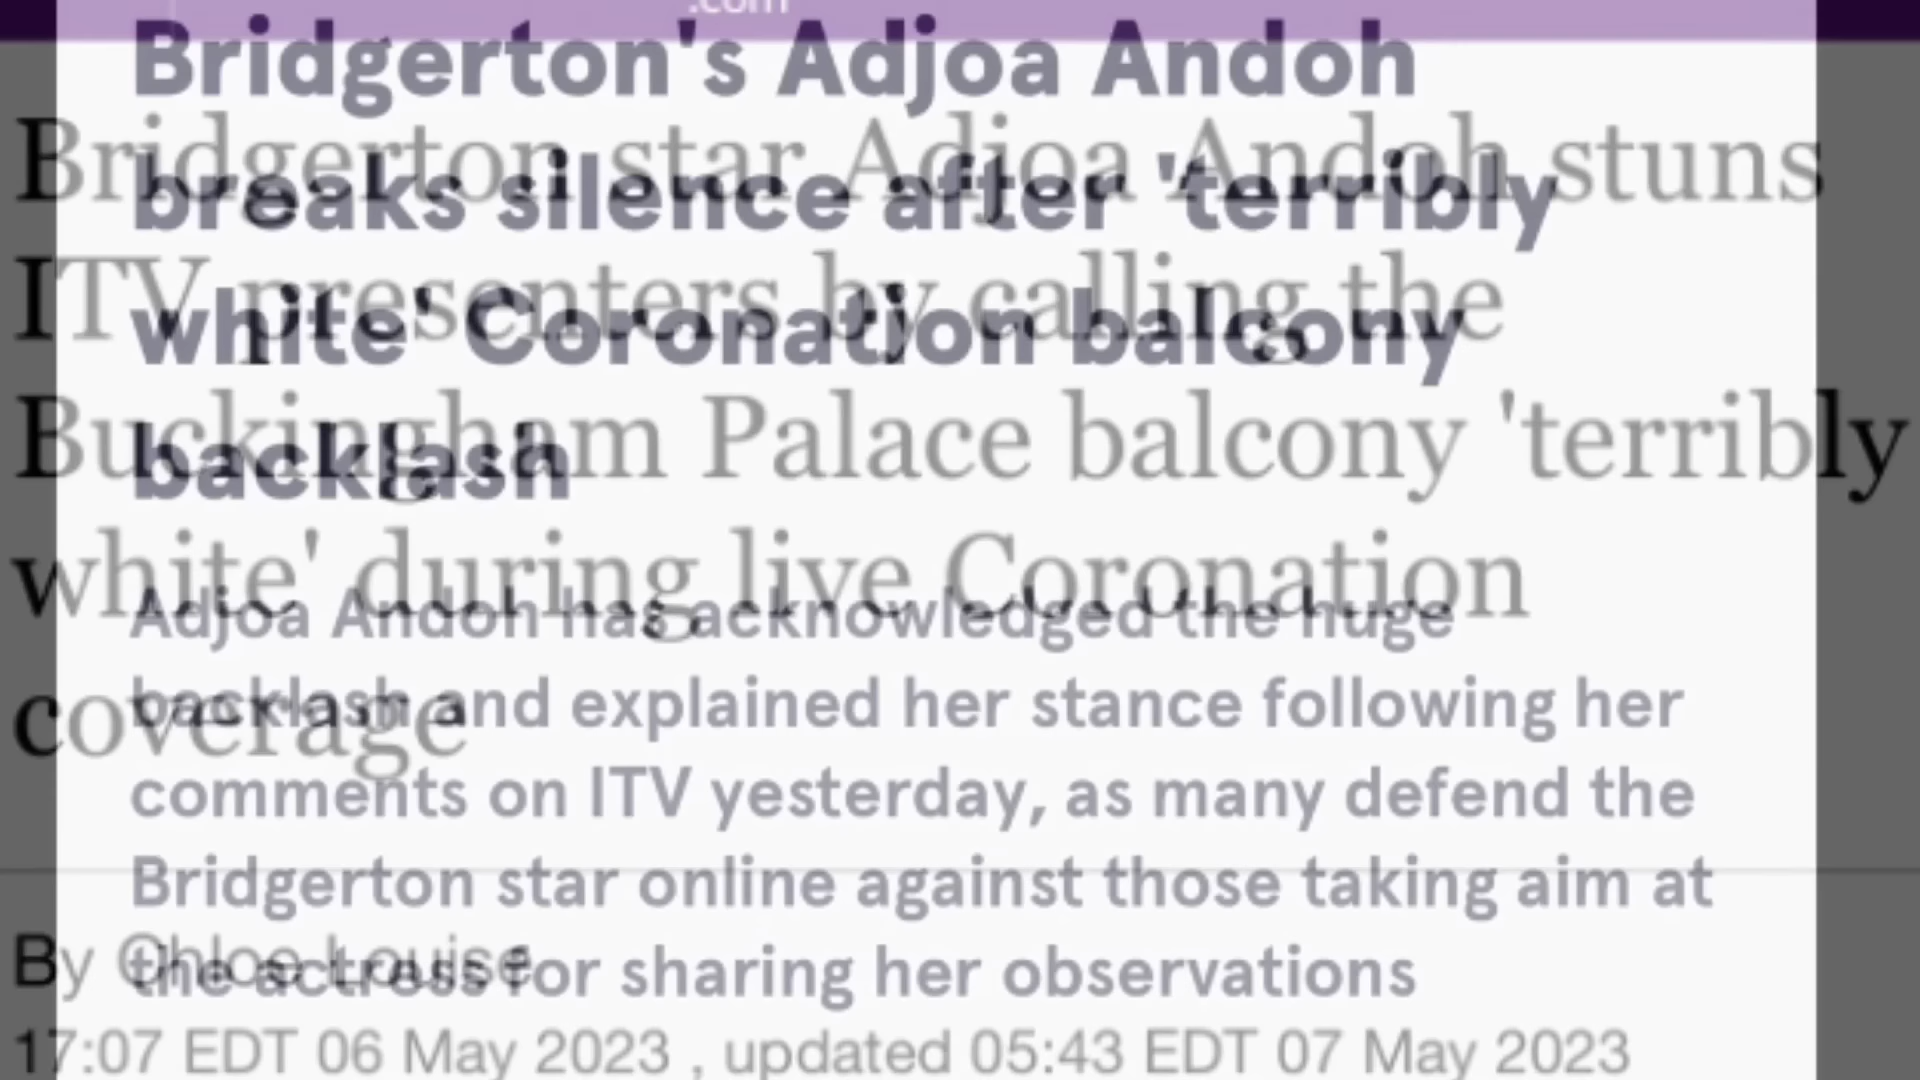 .com
Bridgerton's Adjoa Andoh
breaks silence after 'terribly
white' Coronation balcony
backlash
Adjoa Andoh has acknowledged the huge
backlash and explained her stance following her
comments on ITV yesterday, as many defend the
Bridgerton star online against those taking aim at
the actress for sharing her observations
Bridgerton star Adjoa Andoh stuns
ITV presenters by calling the
Buckingham Palace balcony 'terribly
white' during live Coronation
coverage
By Chloe Louise
17:07 EDT 06 May 2023 , updated 05:43 EDT 07 May 2023